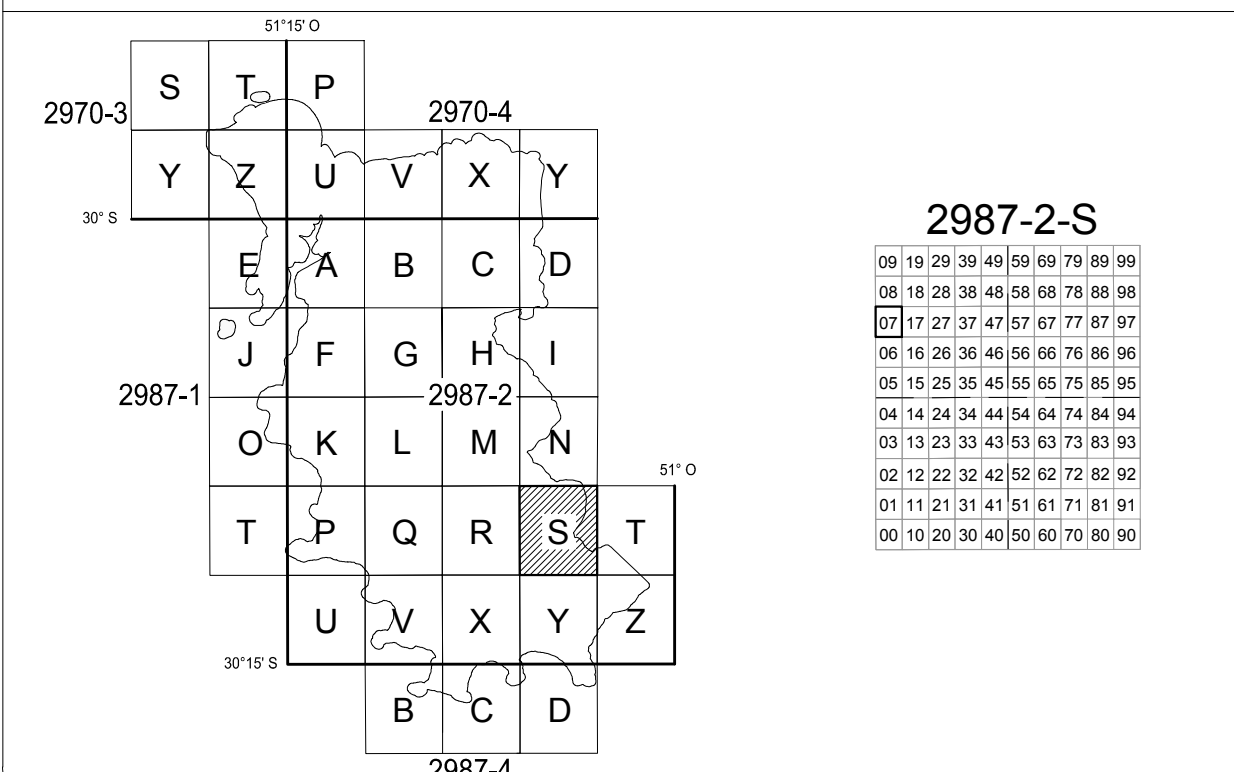 51°15' O
S T P
2970-3 2970-4
Y Z U V X Y
30° S
E A B C D
J F G H I
2987-1 2987-2
O K L M N
51° O
T P Q R S T
U V X Y Z
30°15' S
B C D
2987-4
2987-2-S
09 19 29 39 49 59 69 79 89 99
08 18 28 38 48 58 68 78 88 98
07 17 27 37 47 57 67 77 87 97
06 16 26 36 46 56 66 76 86 96
05 15 25 35 45 55 65 75 85 95
04 14 24 34 44 54 64 74 84 94
03 13 23 33 43 53 63 73 83 93
02 12 22 32 42 52 62 72 82 92
01 11 21 31 41 51 61 71 81 91
00 10 20 30 40 50 60 70 80 90